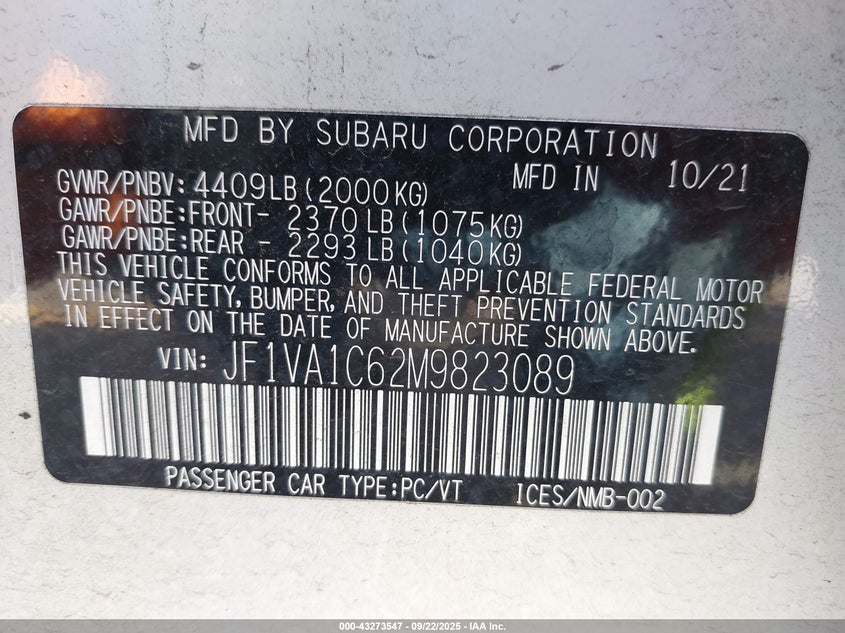 MFD BY SUBARU CORPORATION
GVWR/PNBV: 4409LB (2000KG) MFD IN 10/21
GAWR/PNBE:FRONT- 2370 LB (1075KG)
GAWR/PNBE:REAR - 2293 LB (1040KG)
THIS VEHICLE CONFORMS TO ALL APPLICABLE FEDERAL MOTOR
VEHICLE SAFETY, BUMPER, AND THEFT PREVENTION STANDARDS
IN EFFECT ON THE DATE OF MANUFACTURE SHOWN ABOVE.
VIN: JF1VA1C62M9823089
PASSENGER CAR TYPE:PC/VT ICES/NMB-002
000-43273547 - 09/22/2025 - IAA Inc.